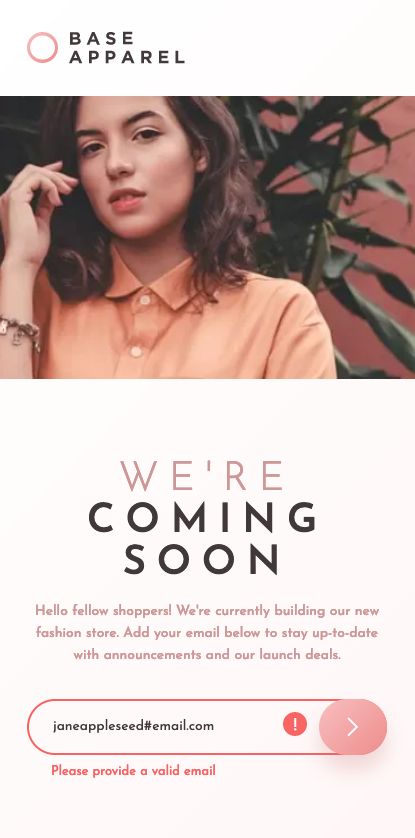 BASE
APPAREL
WE'RE
COMING
SOON
Hello fellow shoppers! We're currently building our new
fashion store. Add your email below to stay up-to-date
with announcements and our launch deals.
janeappleseed#email.com
!
Please provide a valid email